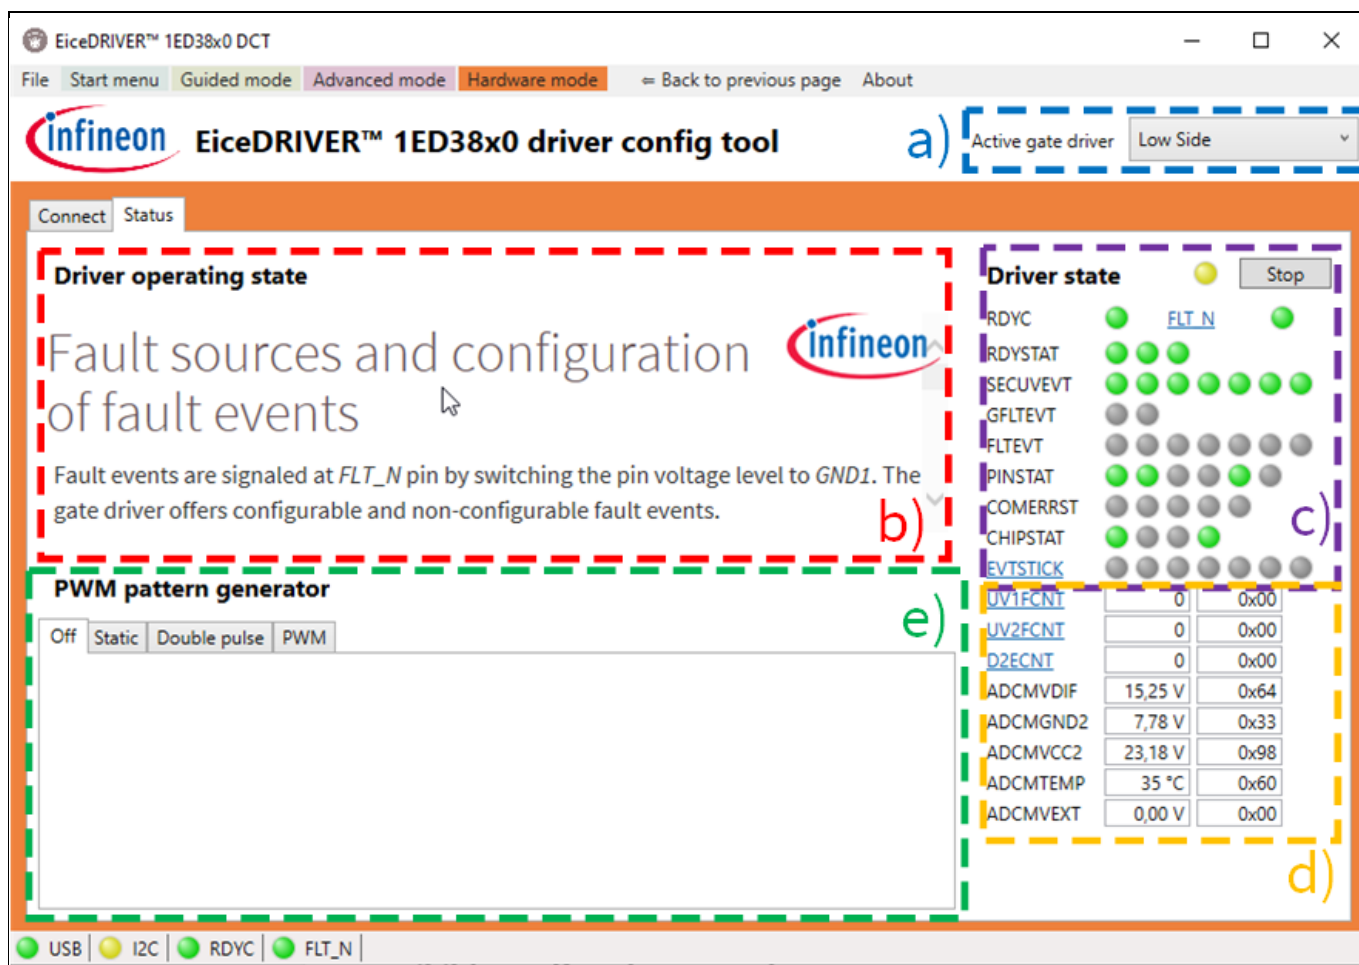 EiceDRIVER™ 1ED38x0 DCT
File Start menu Guided mode Advanced mode Hardware mode ⇐ Back to previous page About
infineon EiceDRIVER™ 1ED38x0 driver config tool a) Active gate driver Low Side
Connect Status
Driver operating state
Fault sources and configuration
of fault events
infineon
Fault events are signaled at FLT_N pin by switching the pin voltage level to GND1. The
gate driver offers configurable and non-configurable fault events.
b)
Driver state Stop
RDYC FLT_N
RDYSTAT
SECUVEVT
GFLTEVT
FLTEVT
PINSTAT
COMERRST
CHIPSTAT
EVTSTICK
c)
UV1FCNT 0 0x00
UV2FCNT 0 0x00
D2ECNT 0 0x00
ADCMVDIF 15,25 V 0x64
ADCMGND2 7,78 V 0x33
ADCMVCC2 23,18 V 0x98
ADCMTEMP 35 °C 0x60
ADCMVEXT 0,00 V 0x00
d)
PWM pattern generator
e)
Off Static Double pulse PWM
USB I2C RDYC FLT_N